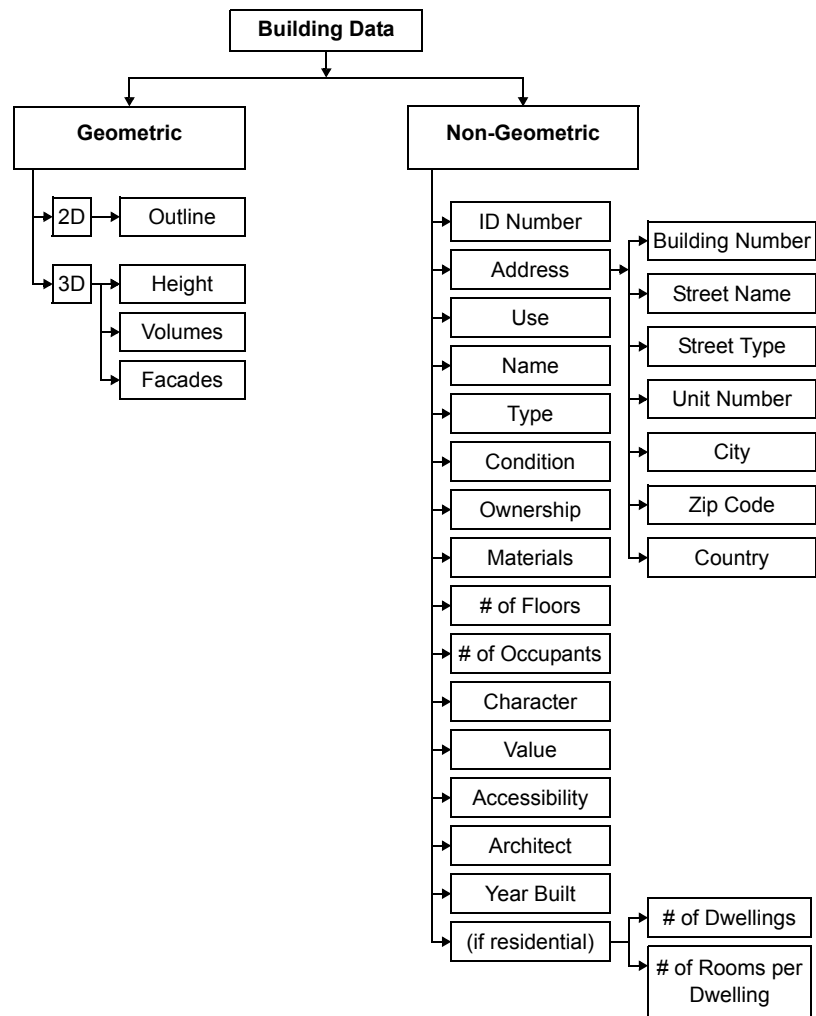 Building Data
Geometric
2D
Outline
3D
Height
Volumes
Facades
Non-Geometric
ID Number
Address
Building Number
Street Name
Street Type
Unit Number
City
Zip Code
Country
Use
Name
Type
Condition
Ownership
Materials
# of Floors
# of Occupants
Character
Value
Accessibility
Architect
Year Built
(if residential)
# of Dwellings
# of Rooms per
Dwelling